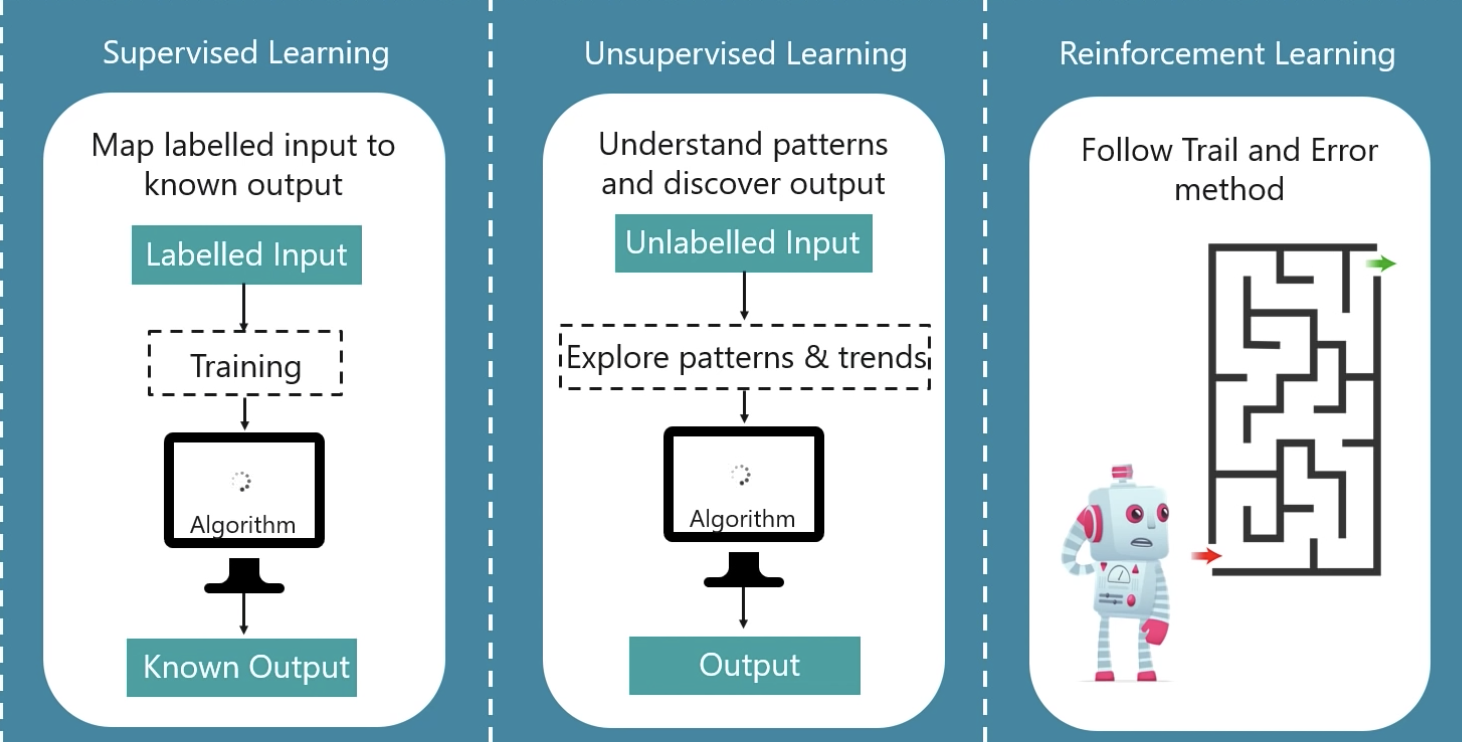 Supervised Learning
Map labelled input to
known output
Labelled Input
Training
Algorithm
Known Output
Unsupervised Learning
Understand patterns
and discover output
Unlabelled Input
Explore patterns & trends
Algorithm
Output
Reinforcement Learning
Follow Trail and Error
method